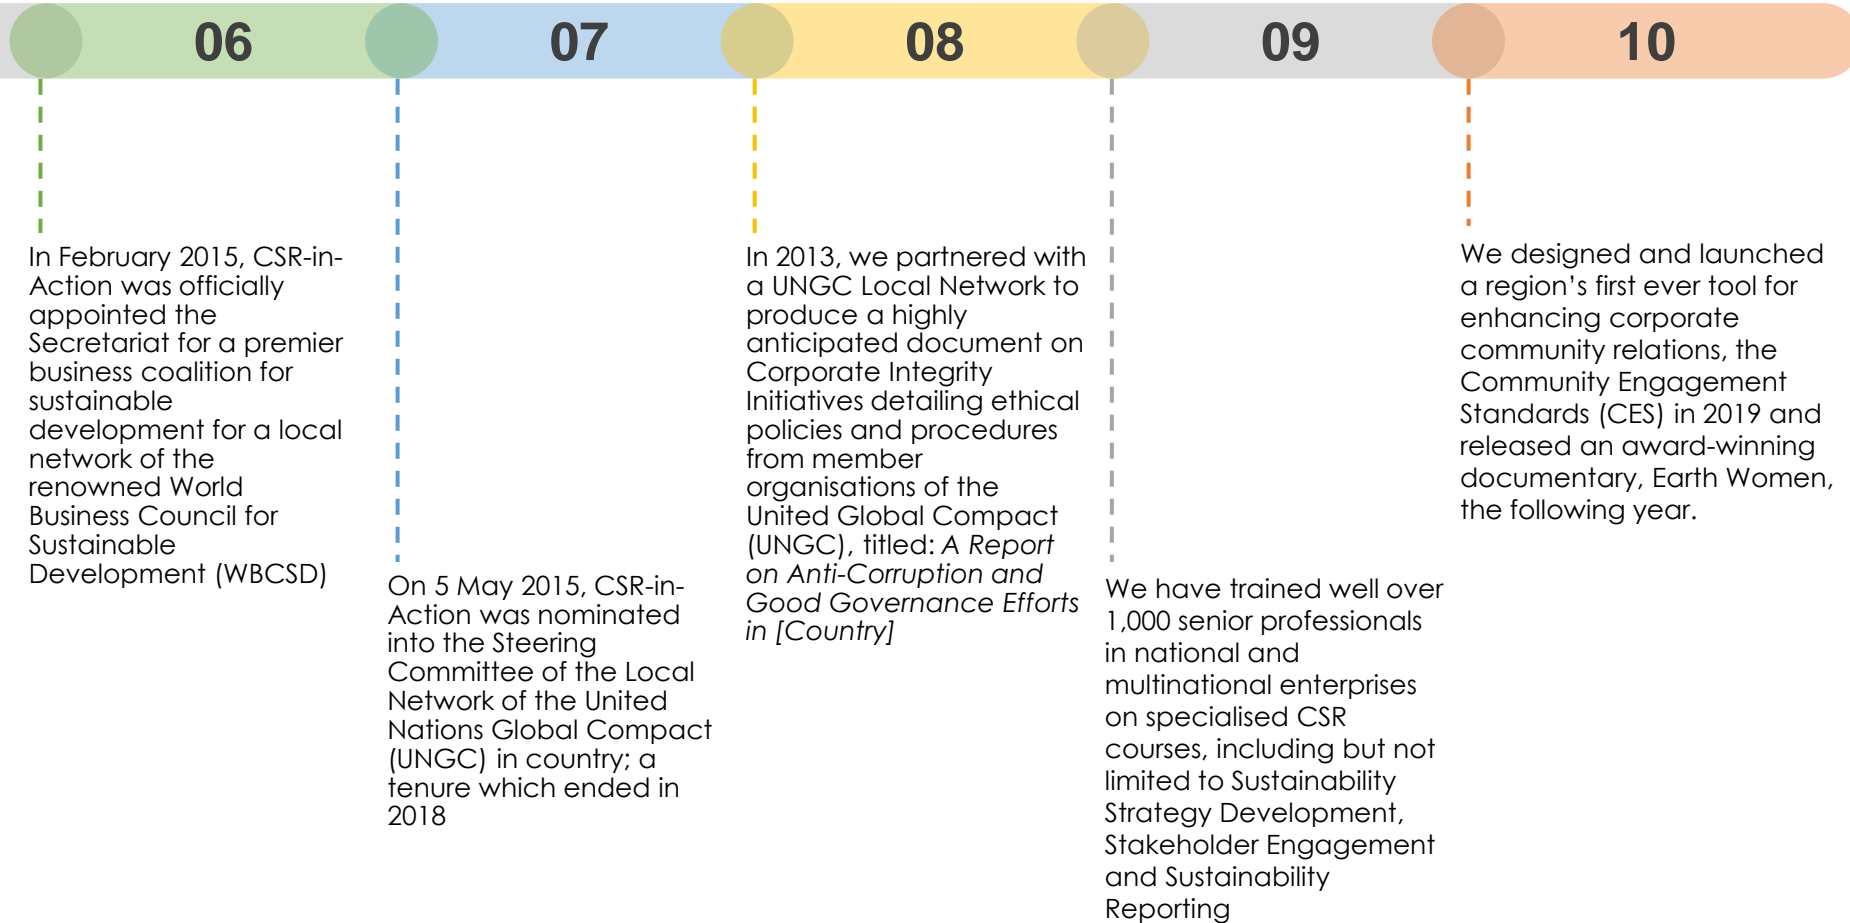 06
07
08
09
10
In February 2015, CSR-in-
Action was officially
appointed the
Secretariat for a premier
business coalition for
sustainable
development for a local
network of the
renowned World
Business Council for
Sustainable
Development (WBCSD)
On 5 May 2015, CSR-in-
Action was nominated
into the Steering
Committee of the Local
Network of the United
Nations Global Compact
(UNGC) in country; a
tenure which ended in
2018
In 2013, we partnered with
a UNGC Local Network to
produce a highly
anticipated document on
Corporate Integrity
Initiatives detailing ethical
policies and procedures
from member
organisations of the
United Global Compact
(UNGC), titled: A Report
on Anti-Corruption and
Good Governance Efforts
in [Country]
We have trained well over
1,000 senior professionals
in national and
multinational enterprises
on specialised CSR
courses, including but not
limited to Sustainability
Strategy Development,
Stakeholder Engagement
and Sustainability
Reporting
We designed and launched
a region’s first ever tool for
enhancing corporate
community relations, the
Community Engagement
Standards (CES) in 2019 and
released an award-winning
documentary, Earth Women,
the following year.